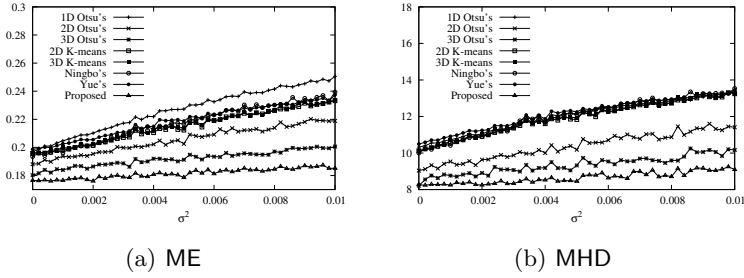 0.3
0.28
0.26
0.24
0.22
0.2
0.18
0
0.002
0.004
0.006
0.008
0.01
σ²
1D Otsu's
2D Otsu's
3D Otsu's
2D K-means
3D K-means
Ningbo's
Yue's
Proposed
(a) ME
18
16
14
12
10
8
0
0.002
0.004
0.006
0.008
0.01
σ²
1D Otsu's
2D Otsu's
3D Otsu's
2D K-means
3D K-means
Ningbo's
Yue's
Proposed
(b) MHD